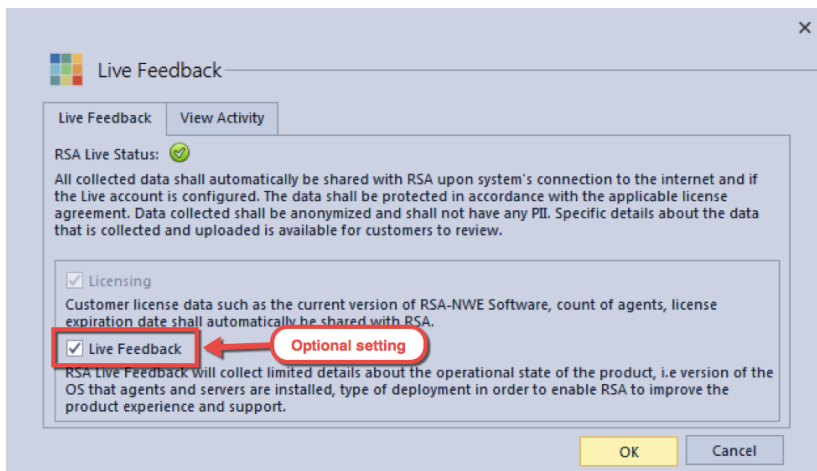 Live Feedback
Live Feedback View Activity
RSA Live Status:
All collected data shall automatically be shared with RSA upon system's connection to the internet and if
the Live account is configured. The data shall be protected in accordance with the applicable license
agreement. Data collected shall be anonymized and shall not have any PII. Specific details about the data
that is collected and uploaded is available for customers to review.
Licensing
Customer license data such as the current version of RSA-NWE Software, count of agents, license
expiration date shall automatically be shared with RSA.
Live Feedback
Optional setting
RSA Live Feedback will collect limited details about the operational state of the product, i.e version of the
OS that agents and servers are installed, type of deployment in order to enable RSA to improve the
product experience and support.
OK Cancel